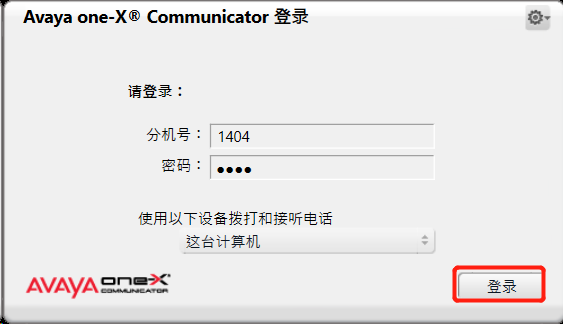 Avaya one-X® Communicator 登录
请登录：
分机号： 1404
密码： ●●●●
使用以下设备拨打和接听电话
这台计算机
AVAYA one-X®
COMMUNICATOR
登录